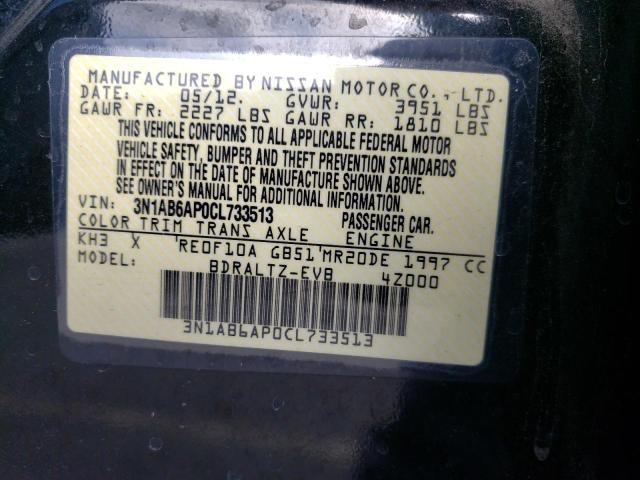 MANUFACTURED BY NISSAN MOTOR CO., LTD.
DATE: 05/12. GVWR: 3951 LBS
GAWR FR: 2227 LBS GAWR RR: 1810 LBS
THIS VEHICLE CONFORMS TO ALL APPLICABLE FEDERAL MOTOR
VEHICLE SAFETY, BUMPER AND THEFT PREVENTION STANDARDS
IN EFFECT ON THE DATE OF MANUFACTURE SHOWN ABOVE.
SEE OWNER'S MANUAL FOR ADDITIONAL INFORMATION.
VIN: 3N1AB6AP0CL733513 PASSENGER CAR.
COLOR TRIM TRANS AXLE ENGINE
KH3 X RE0F10A GB51 MR20DE 1997 CC
MODEL: BDRALTZ-EVB 4Z000
3N1AB6AP0CL733513